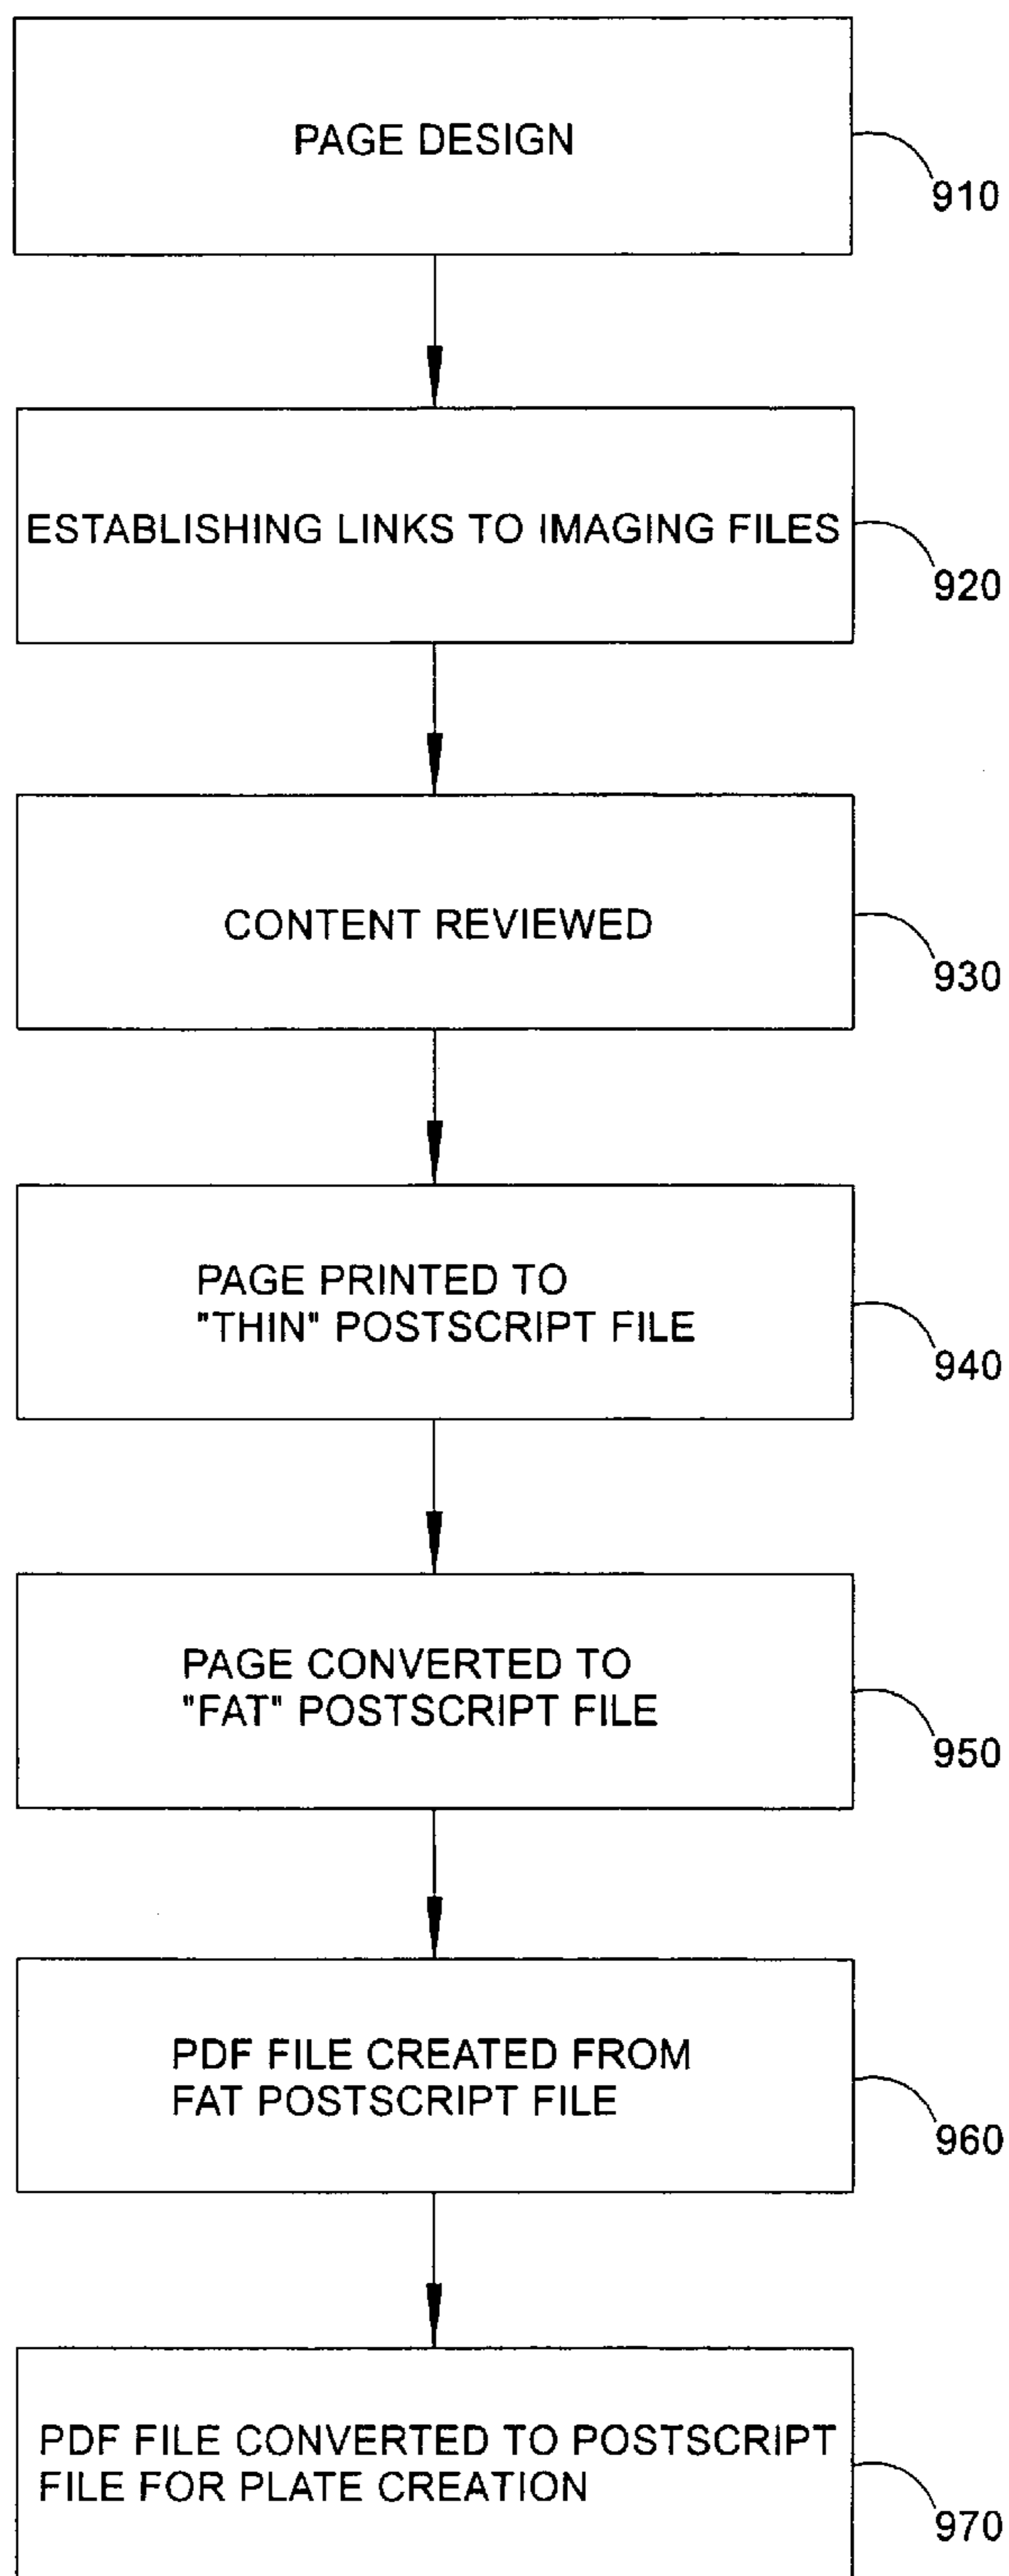 PAGE DESIGN
910
ESTABLISHING LINKS TO IMAGING FILES
920
CONTENT REVIEWED
930
PAGE PRINTED TO
"THIN" POSTSCRIPT FILE
940
PAGE CONVERTED TO
"FAT" POSTSCRIPT FILE
950
PDF FILE CREATED FROM
FAT POSTSCRIPT FILE
960
PDF FILE CONVERTED TO POSTSCRIPT
FILE FOR PLATE CREATION
970